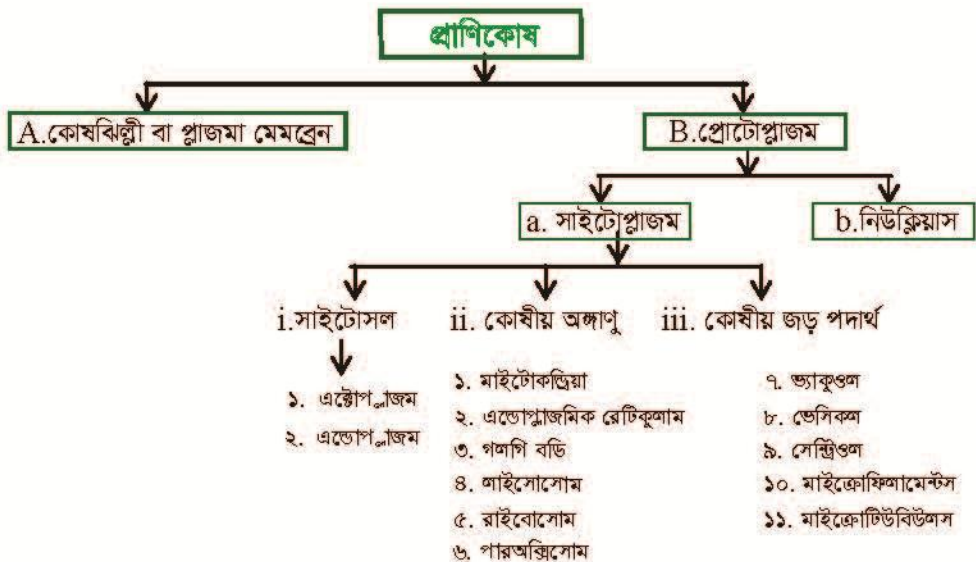 প্রাণিকোষ
A.কোষঝিল্লী বা প্লাজমা মেমব্রেন
B.প্রোটোপ্লাজম
a. সাইটোপ্লাজম
b.নিউক্লিয়াস
i.সাইটোসল
ii. কোষীয় অঙ্গাণু
iii. কোষীয় জড় পদার্থ
১. এক্টোপ্লাজম
২. এন্ডোপ্লাজম
১. মাইটোকন্ড্রিয়া
২. এন্ডোপ্লাজমিক রেটিকুলাম
৩. গলগি বডি
৪. লাইসোসোম
৫. রাইবোসোম
৬. পারঅক্সিসোম
৭. ভ্যাকুওল
৮. ভেসিকল
৯. সেন্ট্রিওল
১০. মাইক্রোফিলামেন্টস
১১. মাইক্রোটিউবিউলস